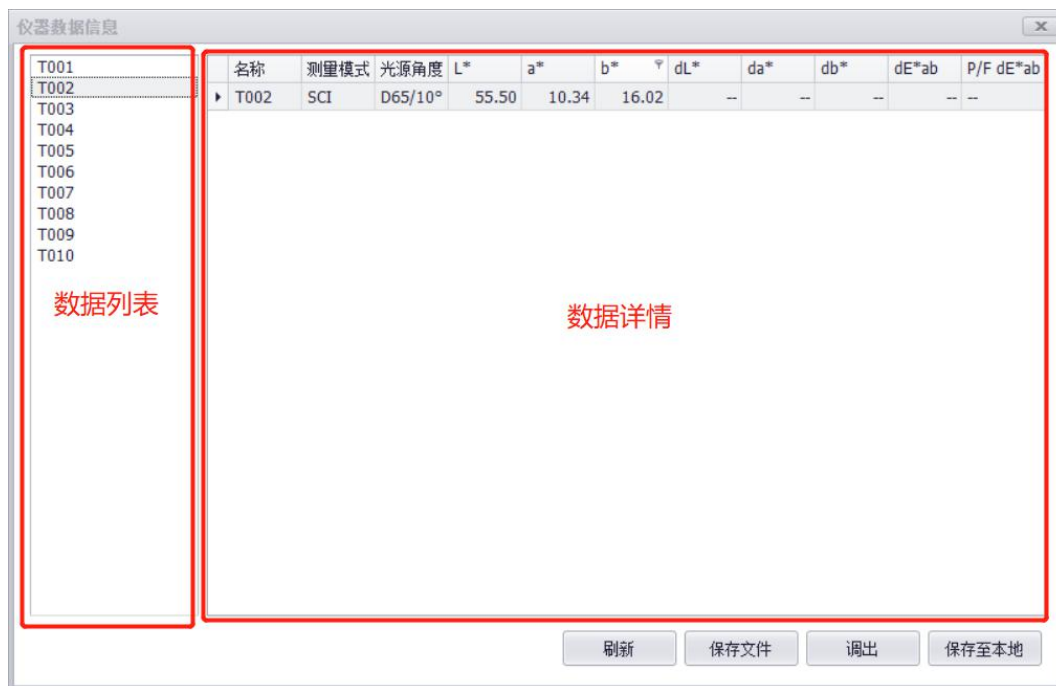 仪器数据信息
T001
T002
T003
T004
T005
T006
T007
T008
T009
T010
数据列表
名称 测量模式 光源角度 L* a* b* dL* da* db* dE*ab P/F dE*ab
T002 SCI D65/10° 55.50 10.34 16.02 -- -- -- -- --
数据详情
刷新 保存文件 调出 保存至本地